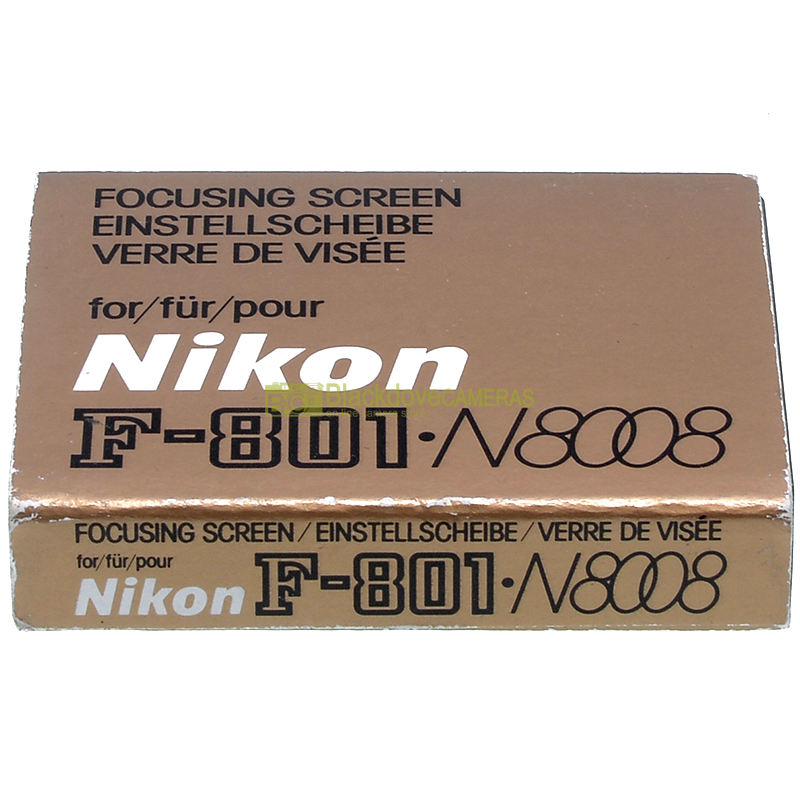 FOCUSING SCREEN
EINSTELLSCHEIBE
VERRE DE VISÉE
for/für/pour
Nikon
BlackdoveCAMERAS
F-801·N8008
FOCUSING SCREEN/EINSTELLSCHEIBE/VERRE DE VISÉE
for/für/pour
Nikon F-801·N8008